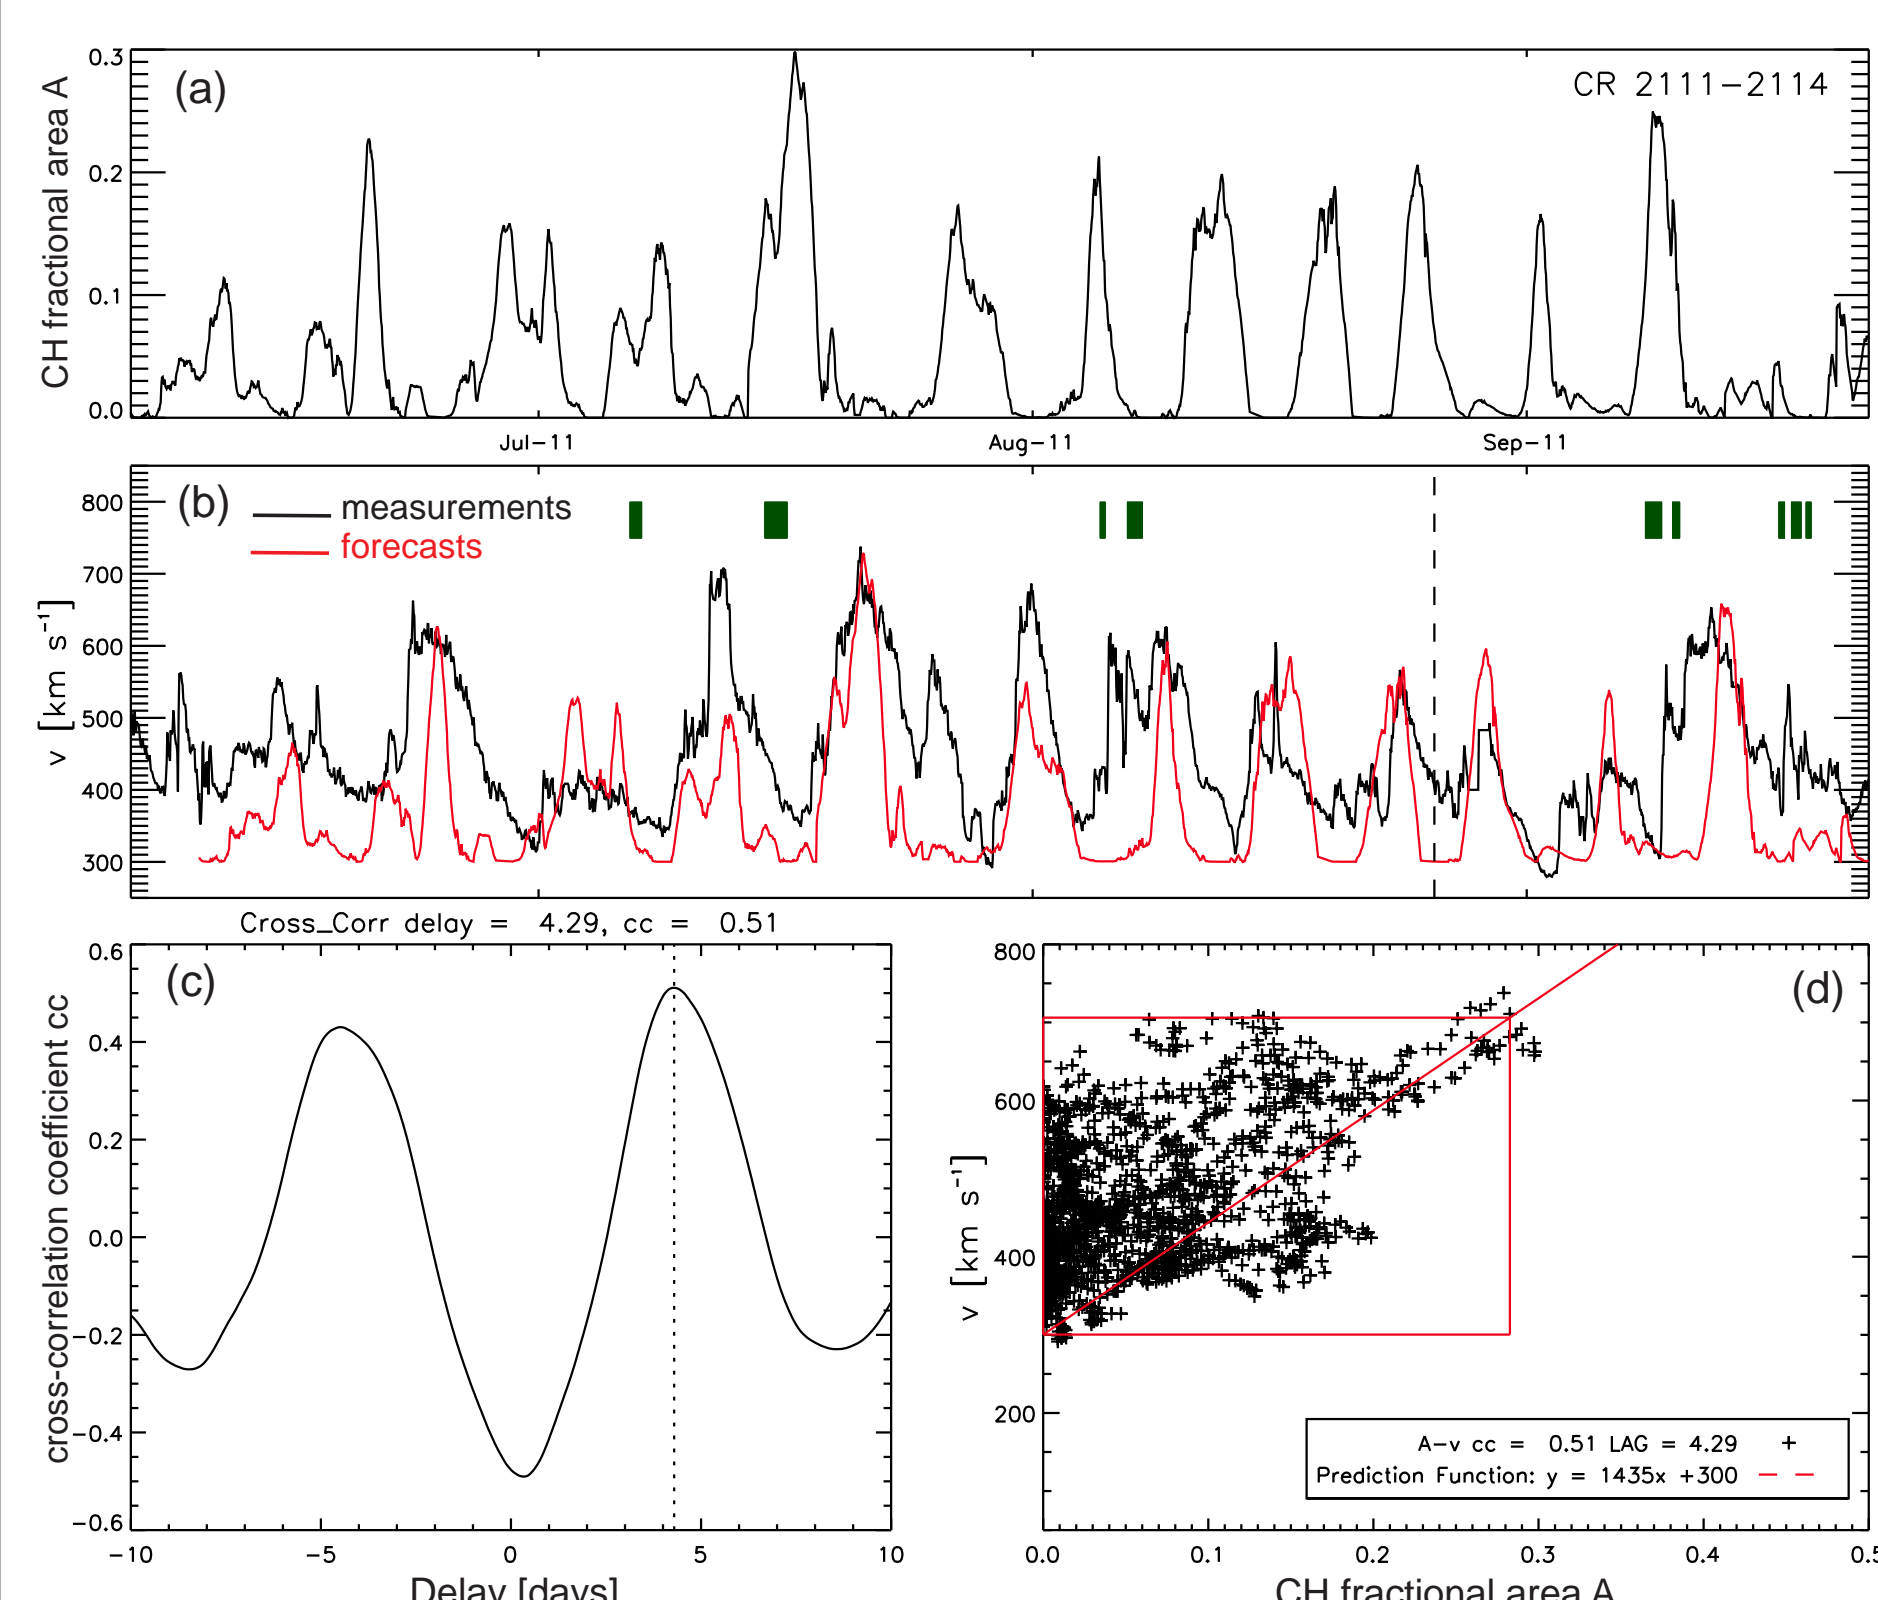 CH fractional area A
0.3
0.2
0.1
0.0
(a)
CR 2111-2114
Jul-11
Aug-11
Sep-11
v [km s⁻¹]
800
700
600
500
400
300
(b)
measurements
forecasts
Cross_Corr delay = 4.29, cc = 0.51
cross-correlation coefficient cc
0.6
0.4
0.2
0.0
-0.2
-0.4
-0.6
(c)
-10
-5
0
5
10
Delay [days]
v [km s⁻¹]
800
600
400
200
(d)
A-v cc = 0.51 LAG = 4.29 +
Prediction Function: y = 1435x +300
0.0
0.1
0.2
0.3
0.4
0.5
CH fractional area A